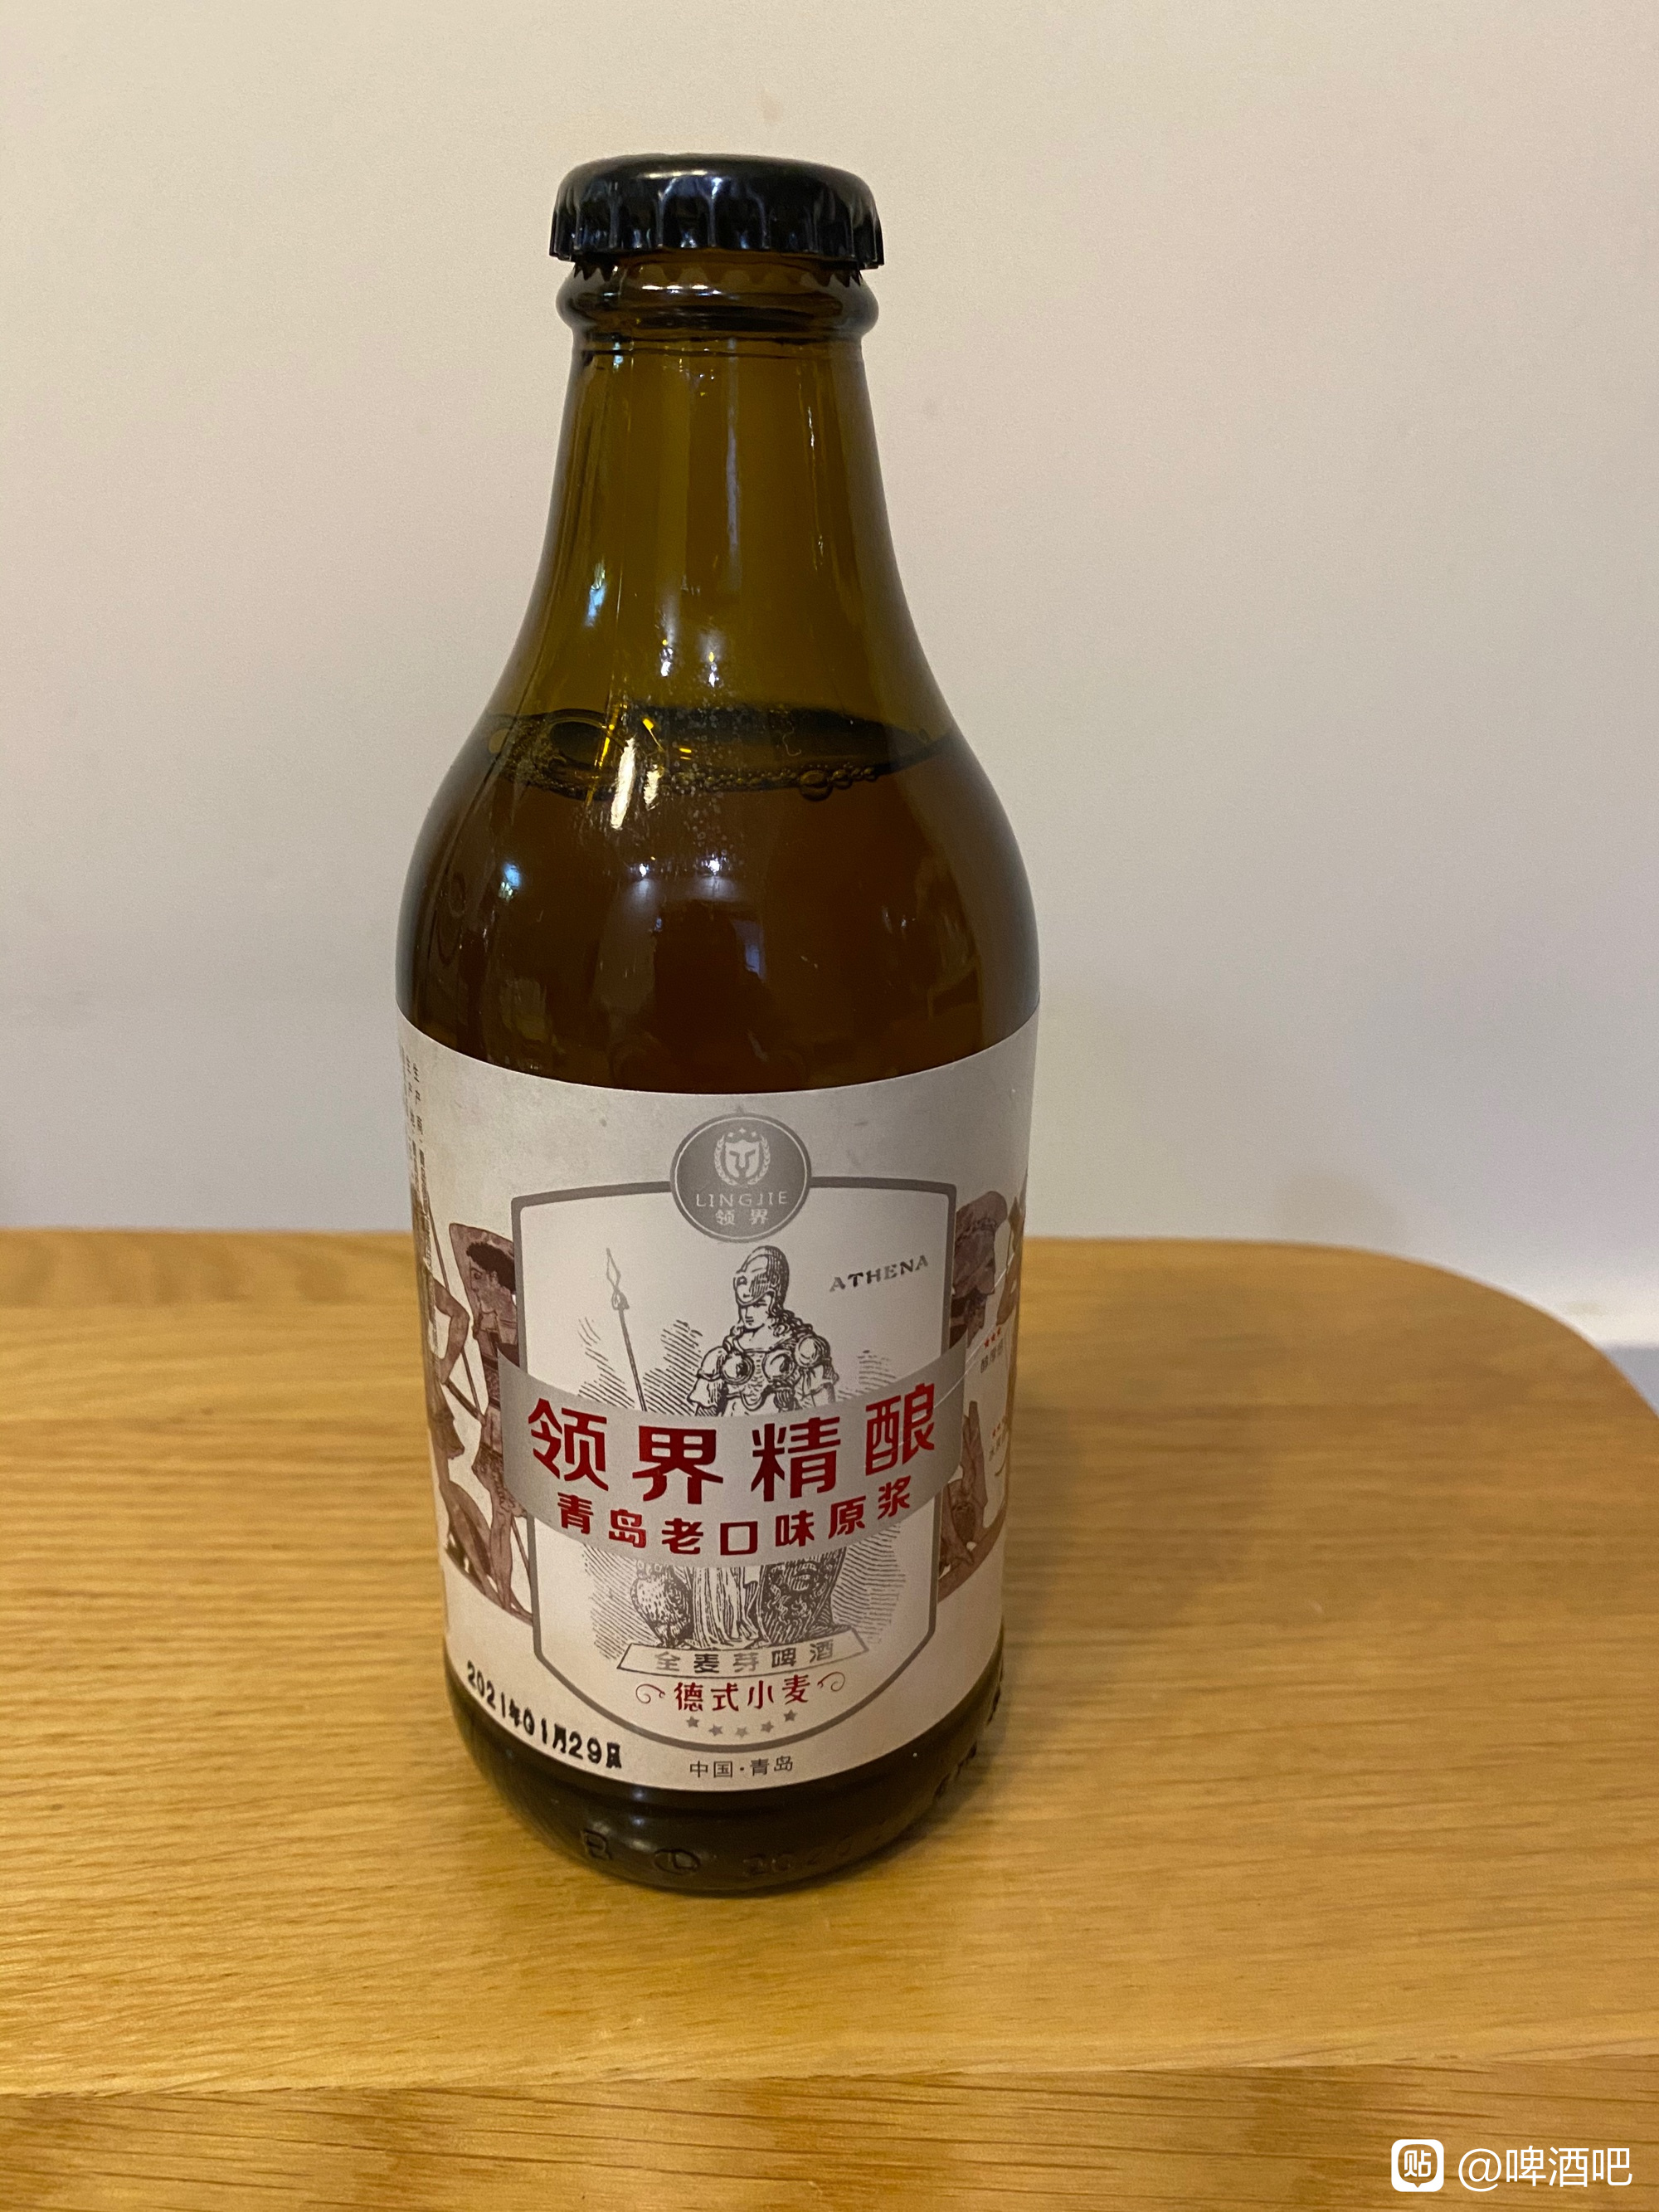 LINGJIE
领界
ATHENA
领界精酿
青岛老口味原浆
全麦芽啤酒
德式小麦
2021年01月29日
中国·青岛
贴 @啤酒吧